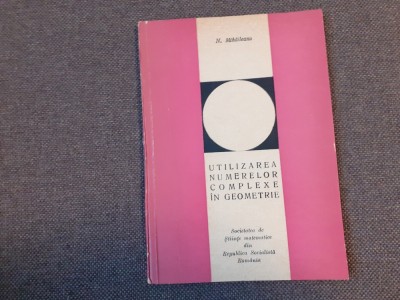 N. Mihăileanu
UTILIZAREA
NUMERELOR
COMPLEXE
ÎN GEOMETRIE
Societatea de
Științe matematice
din
Republica Socialistă
România